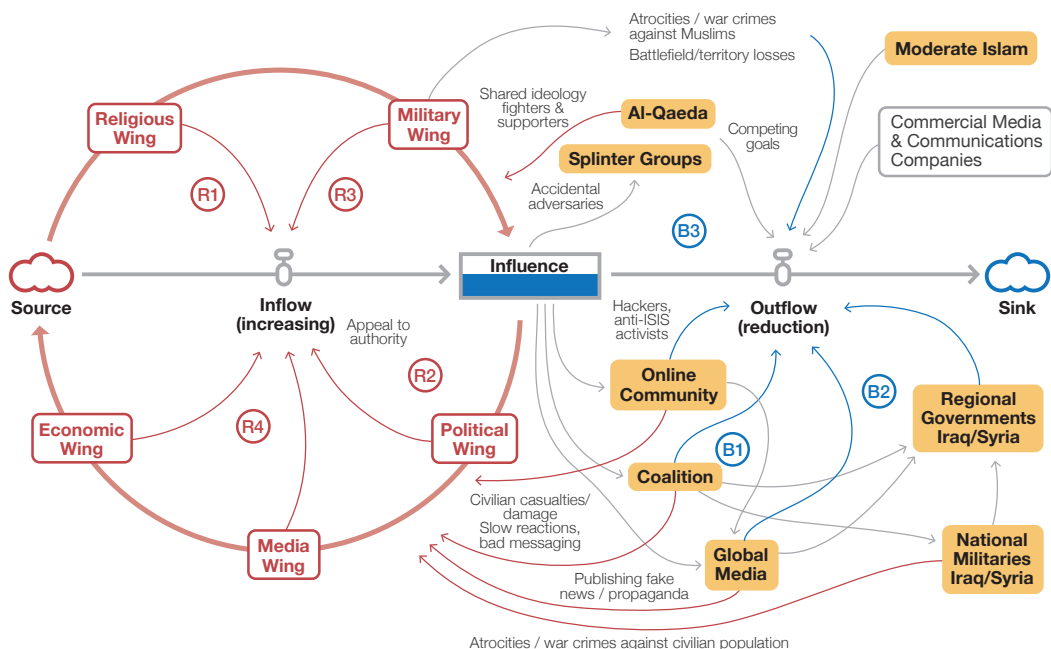 Atrocities / war crimes
against Muslims
Battlefield/territory losses
Moderate Islam
Religious
Wing
Military
Wing
Shared ideology
fighters &
supporters
Al-Qaeda
Competing
goals
Commercial Media
& Communications
Companies
Splinter Groups
R1
R3
Accidental
adversaries
B3
Source
Inflow
(increasing)
Influence
Outflow
(reduction)
Sink
Appeal to
authority
Hackers,
anti-ISIS
activists
R2
Online
Community
B2
Regional
Governments
Iraq/Syria
Economic
Wing
R4
Political
Wing
B1
Coalition
Civilian casualties/
damage
Slow reactions,
bad messaging
Media
Wing
Global
Media
National
Militaries
Iraq/Syria
Publishing fake
news / propaganda
Atrocities / war crimes against civilian population